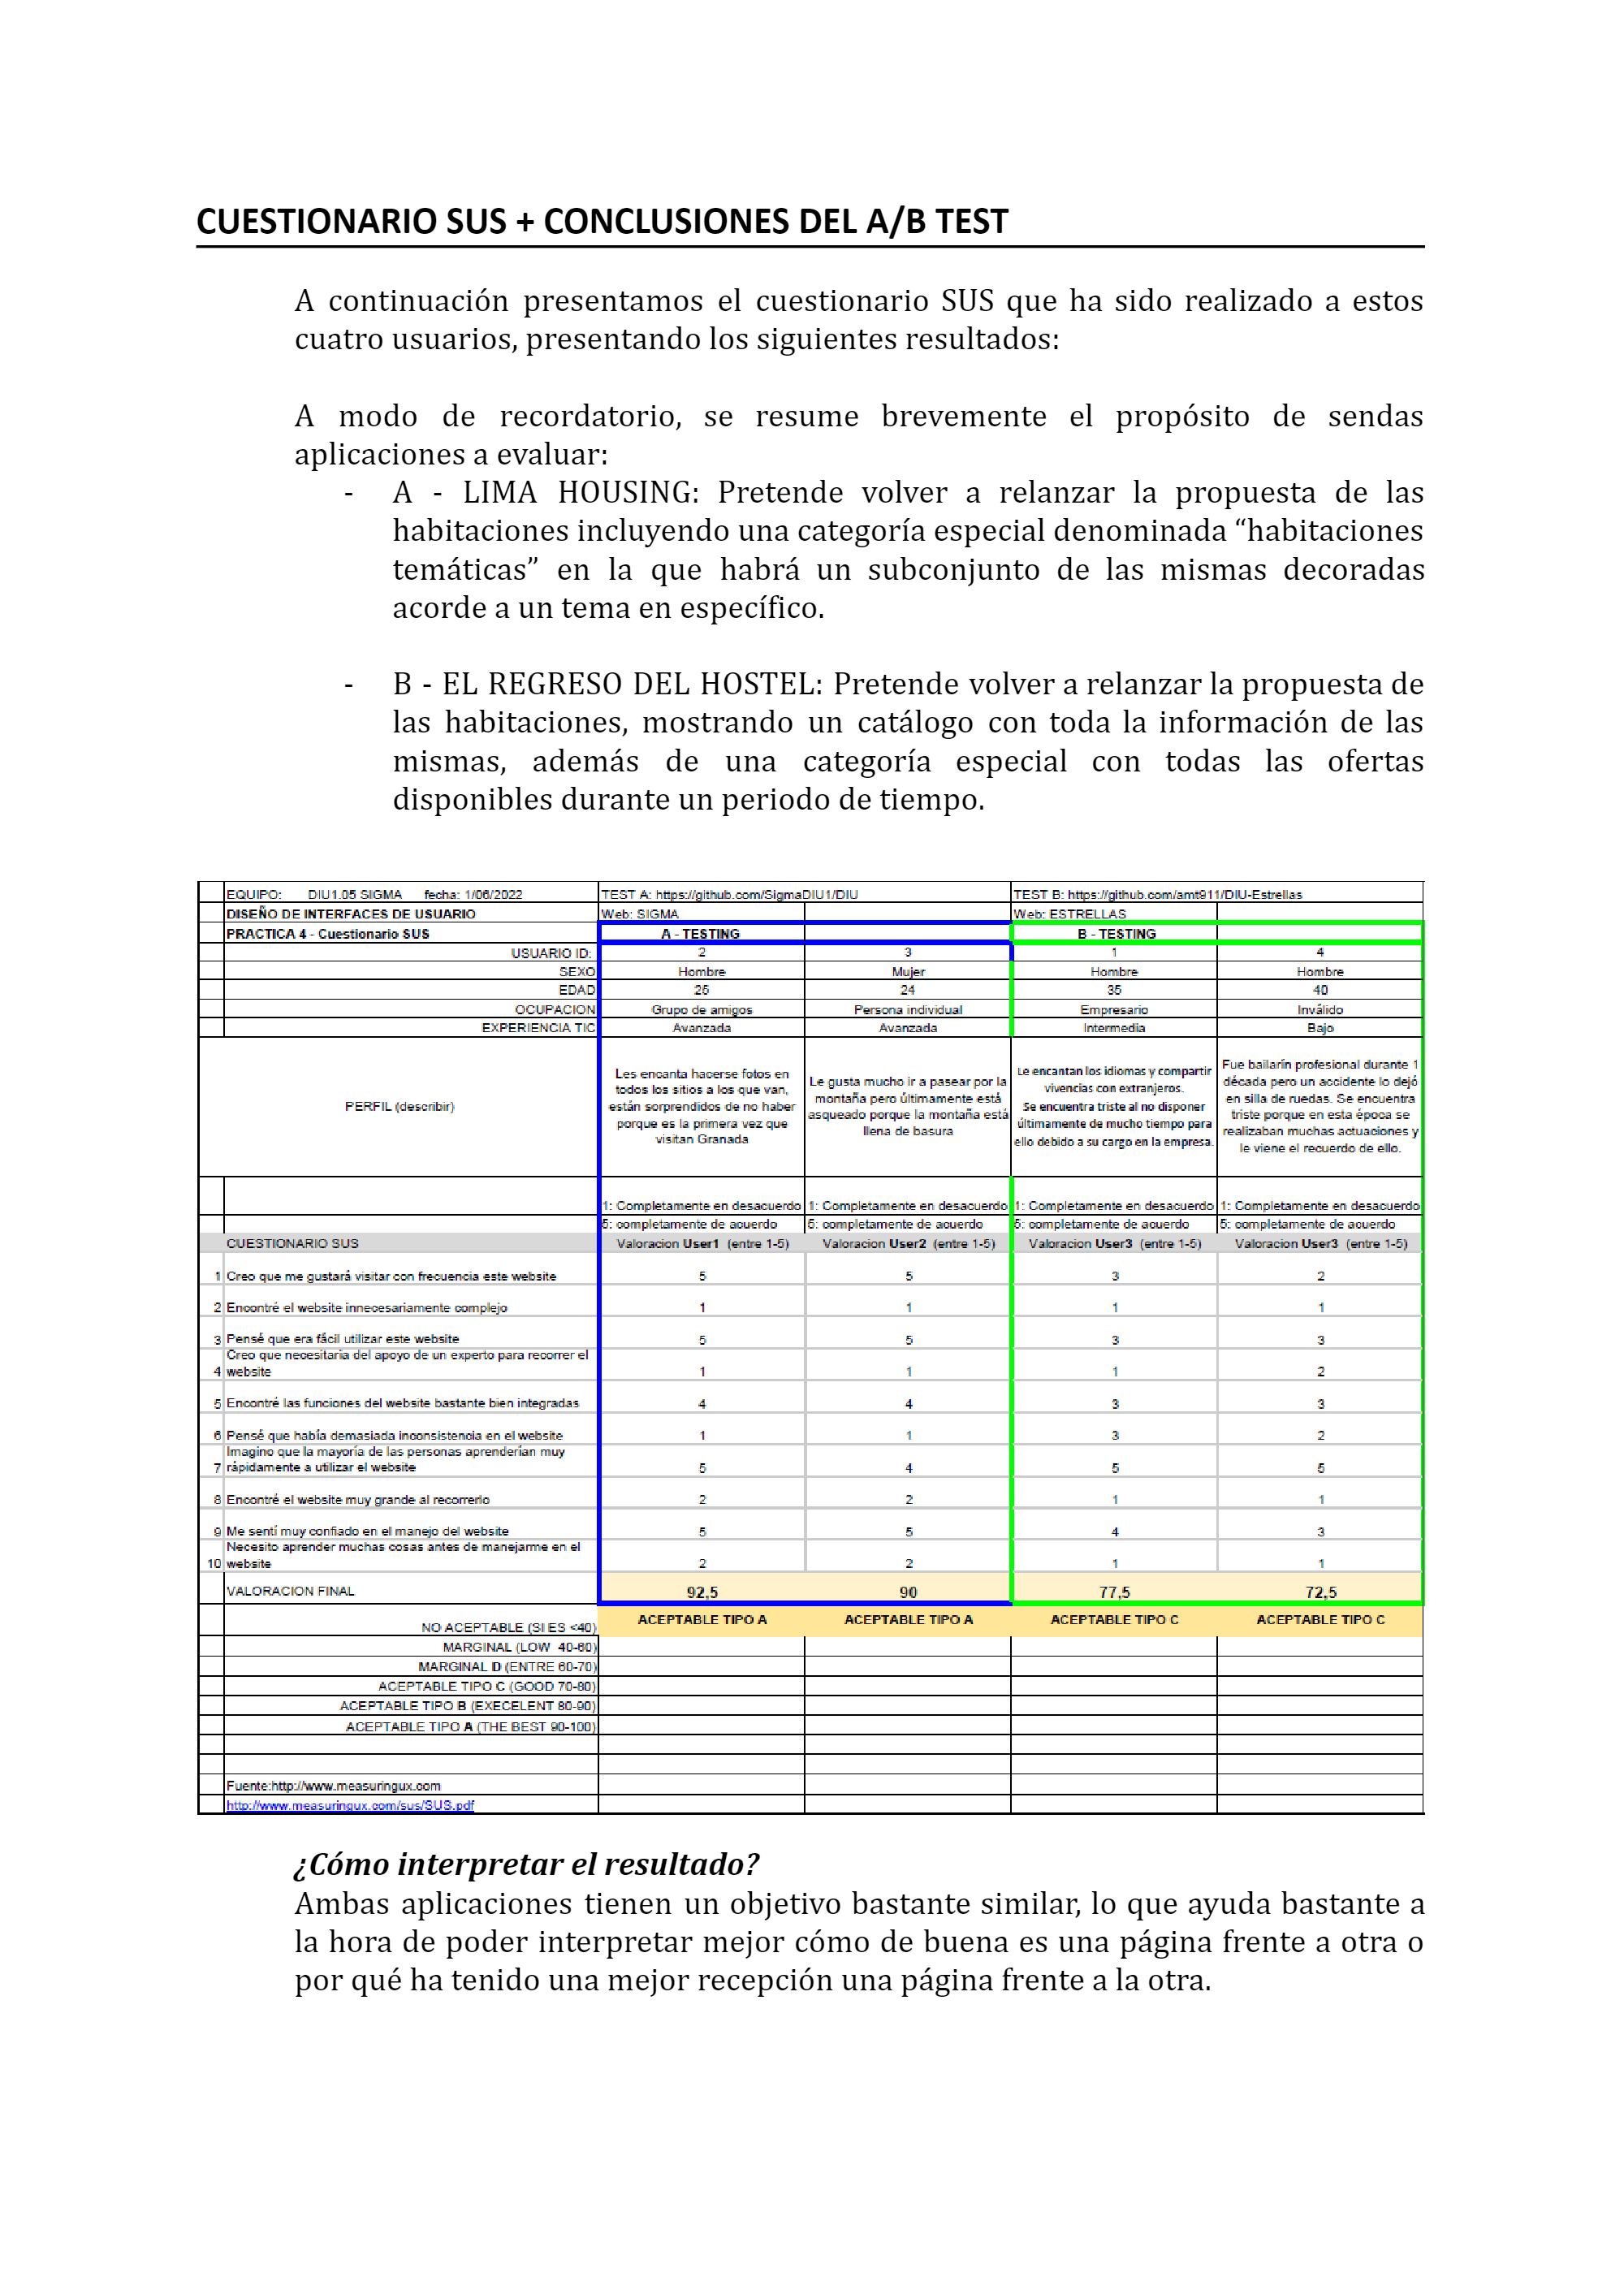 CUESTIONARIO SUS + CONCLUSIONES DEL A/B TEST
A continuación presentamos el cuestionario SUS que ha sido realizado a estos
cuatro usuarios, presentando los siguientes resultados:
A modo de recordatorio, se resume brevemente el propósito de sendas
aplicaciones a evaluar:
- A - LIMA HOUSING: Pretende volver a relanzar la propuesta de las
habitaciones incluyendo una categoría especial denominada “habitaciones
temáticas” en la que habrá un subconjunto de las mismas decoradas
acorde a un tema en específico.
- B - EL REGRESO DEL HOSTEL: Pretende volver a relanzar la propuesta de
las habitaciones, mostrando un catálogo con toda la información de las
mismas, además de una categoría especial con todas las ofertas
disponibles durante un periodo de tiempo.
EQUIPO: DIU1.05 SIGMA fecha: 1/06/2022 TEST A: https://github.com/SigmaDIU1/DIU TEST B: https://github.com/amt911/DIU-Estrellas
DISEÑO DE INTERFACES DE USUARIO Web: SIGMA Web: ESTRELLAS
PRACTICA 4 - Cuestionario SUS A - TESTING B - TESTING
USUARIO ID: 2 3 1 4
SEXO Hombre Mujer Hombre Hombre
EDAD 25 24 35 40
OCUPACION Grupo de amigos Persona individual Empresario Inválido
EXPERIENCIA TIC Avanzada Avanzada Intermedia Bajo
PERFIL (describir)
Les encanta hacerse fotos en
todos los sitios a los que van,
están sorprendidos de no haber
porque es la primera vez que
visitan Granada
Le gusta mucho ir a pasear por la
montaña pero últimamente está
asqueado porque la montaña está
llena de basura
Le encantan los idiomas y compartir
vivencias con extranjeros.
Se encuentra triste al no disponer
últimamente de mucho tiempo para
ello debido a su cargo en la empresa.
Fue bailarín profesional durante 1
década pero un accidente lo dejó
en silla de ruedas. Se encuentra
triste porque en esta época se
realizaban muchas actuaciones y
le viene el recuerdo de ello.
1: Completamente en desacuerdo 1: Completamente en desacuerdo 1: Completamente en desacuerdo 1: Completamente en desacuerdo
5: completamente de acuerdo 5: completamente de acuerdo 5: completamente de acuerdo 5: completamente de acuerdo
CUESTIONARIO SUS Valoracion User1 (entre 1-5) Valoracion User2 (entre 1-5) Valoracion User3 (entre 1-5) Valoracion User3 (entre 1-5)
1 Creo que me gustará visitar con frecuencia este website 5 5 3 2
2 Encontré el website innecesariamente complejo 1 1 1 1
3 Pensé que era fácil utilizar este website 5 5 3 3
Creo que necesitaria del apoyo de un experto para recorrer el
4 website 1 1 1 2
5 Encontré las funciones del website bastante bien integradas 4 4 3 3
6 Pensé que había demasiada inconsistencia en el website 1 1 3 2
Imagino que la mayoría de las personas aprenderían muy
7 rápidamente a utilizar el website 5 4 5 5
8 Encontré el website muy grande al recorrerlo 2 2 1 1
9 Me sentí muy confiado en el manejo del website 5 5 4 3
Necesito aprender muchas cosas antes de manejarme en el
10 website 2 2 1 1
VALORACION FINAL 92,5 90 77,5 72,5
ACEPTABLE TIPO A ACEPTABLE TIPO A ACEPTABLE TIPO C ACEPTABLE TIPO C
NO ACEPTABLE (SI ES <40)
MARGINAL (LOW 40-60)
MARGINAL D (ENTRE 60-70)
ACEPTABLE TIPO C (GOOD 70-80)
ACEPTABLE TIPO B (EXECELENT 80-90)
ACEPTABLE TIPO A (THE BEST 90-100)
Fuente:http://www.measuringux.com
http://www.measuringux.com/sus/SUS.pdf
¿Cómo interpretar el resultado?
Ambas aplicaciones tienen un objetivo bastante similar, lo que ayuda bastante a
la hora de poder interpretar mejor cómo de buena es una página frente a otra o
por qué ha tenido una mejor recepción una página frente a la otra.